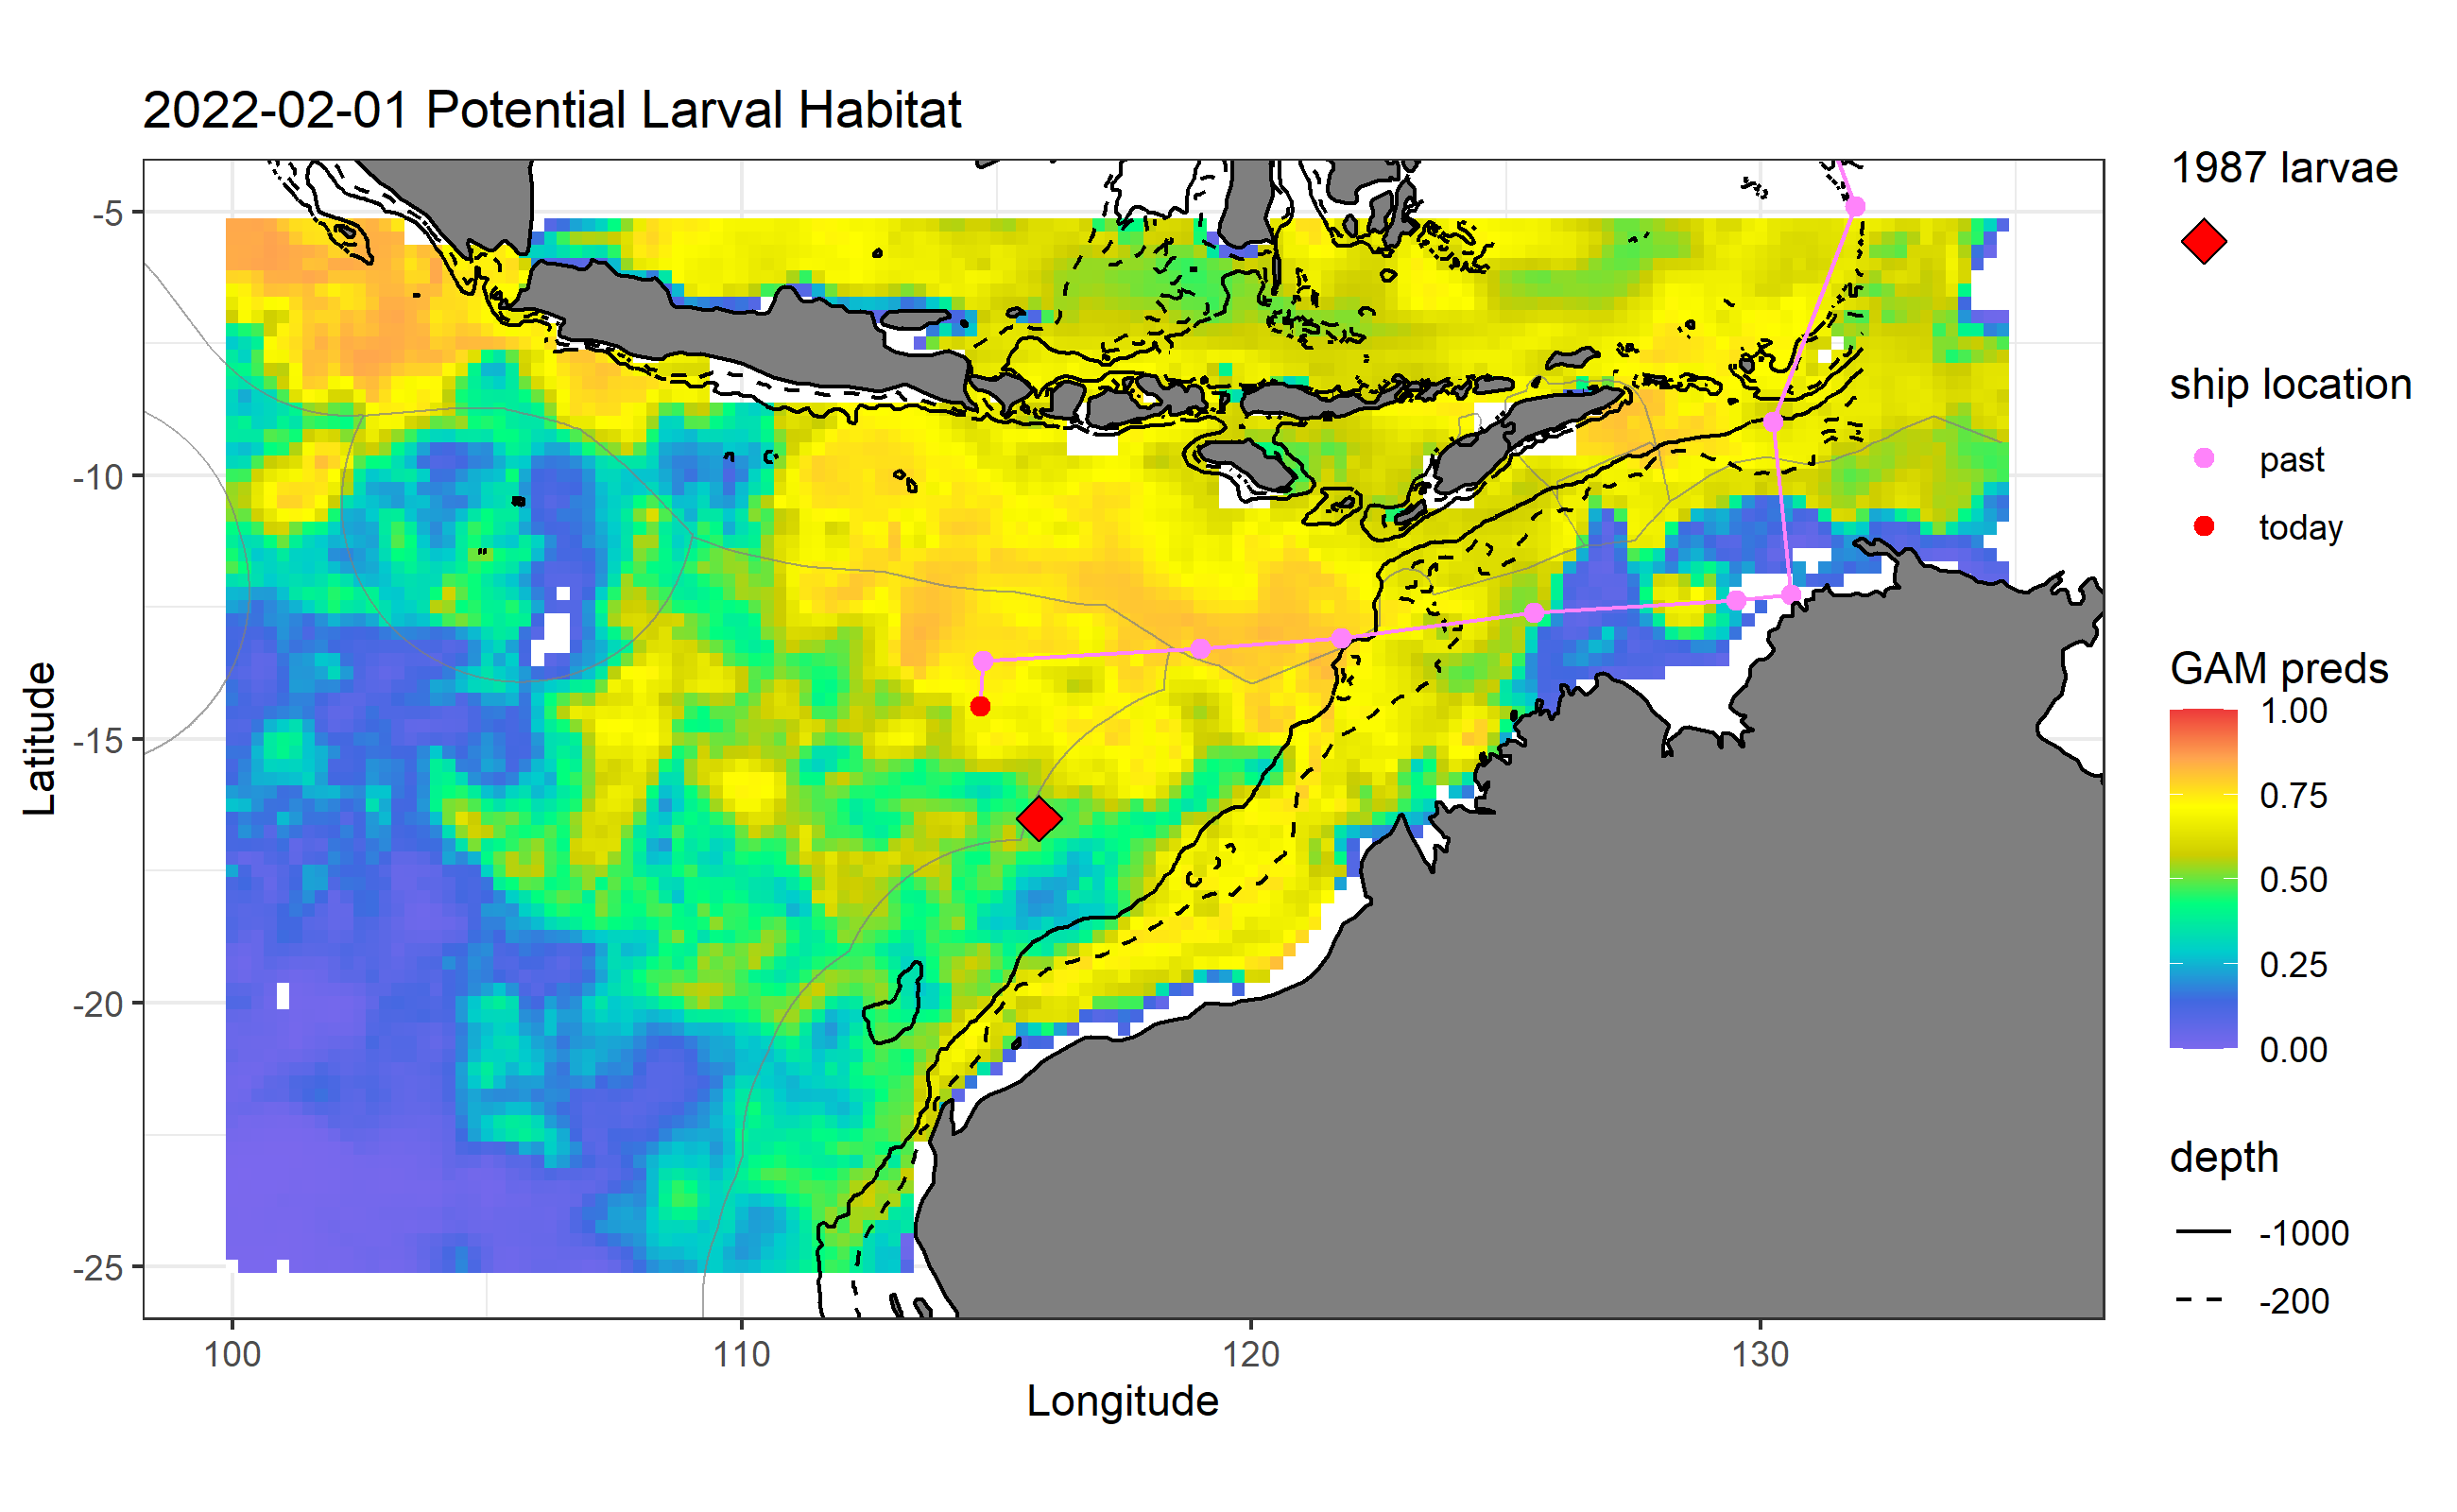 2022-02-01 Potential Larval Habitat
-5
-10
-15
-20
-25
Latitude
100
110
120
130
Longitude
1987 larvae
ship location
past
today
GAM preds
1.00
0.75
0.50
0.25
0.00
depth
-1000
-200